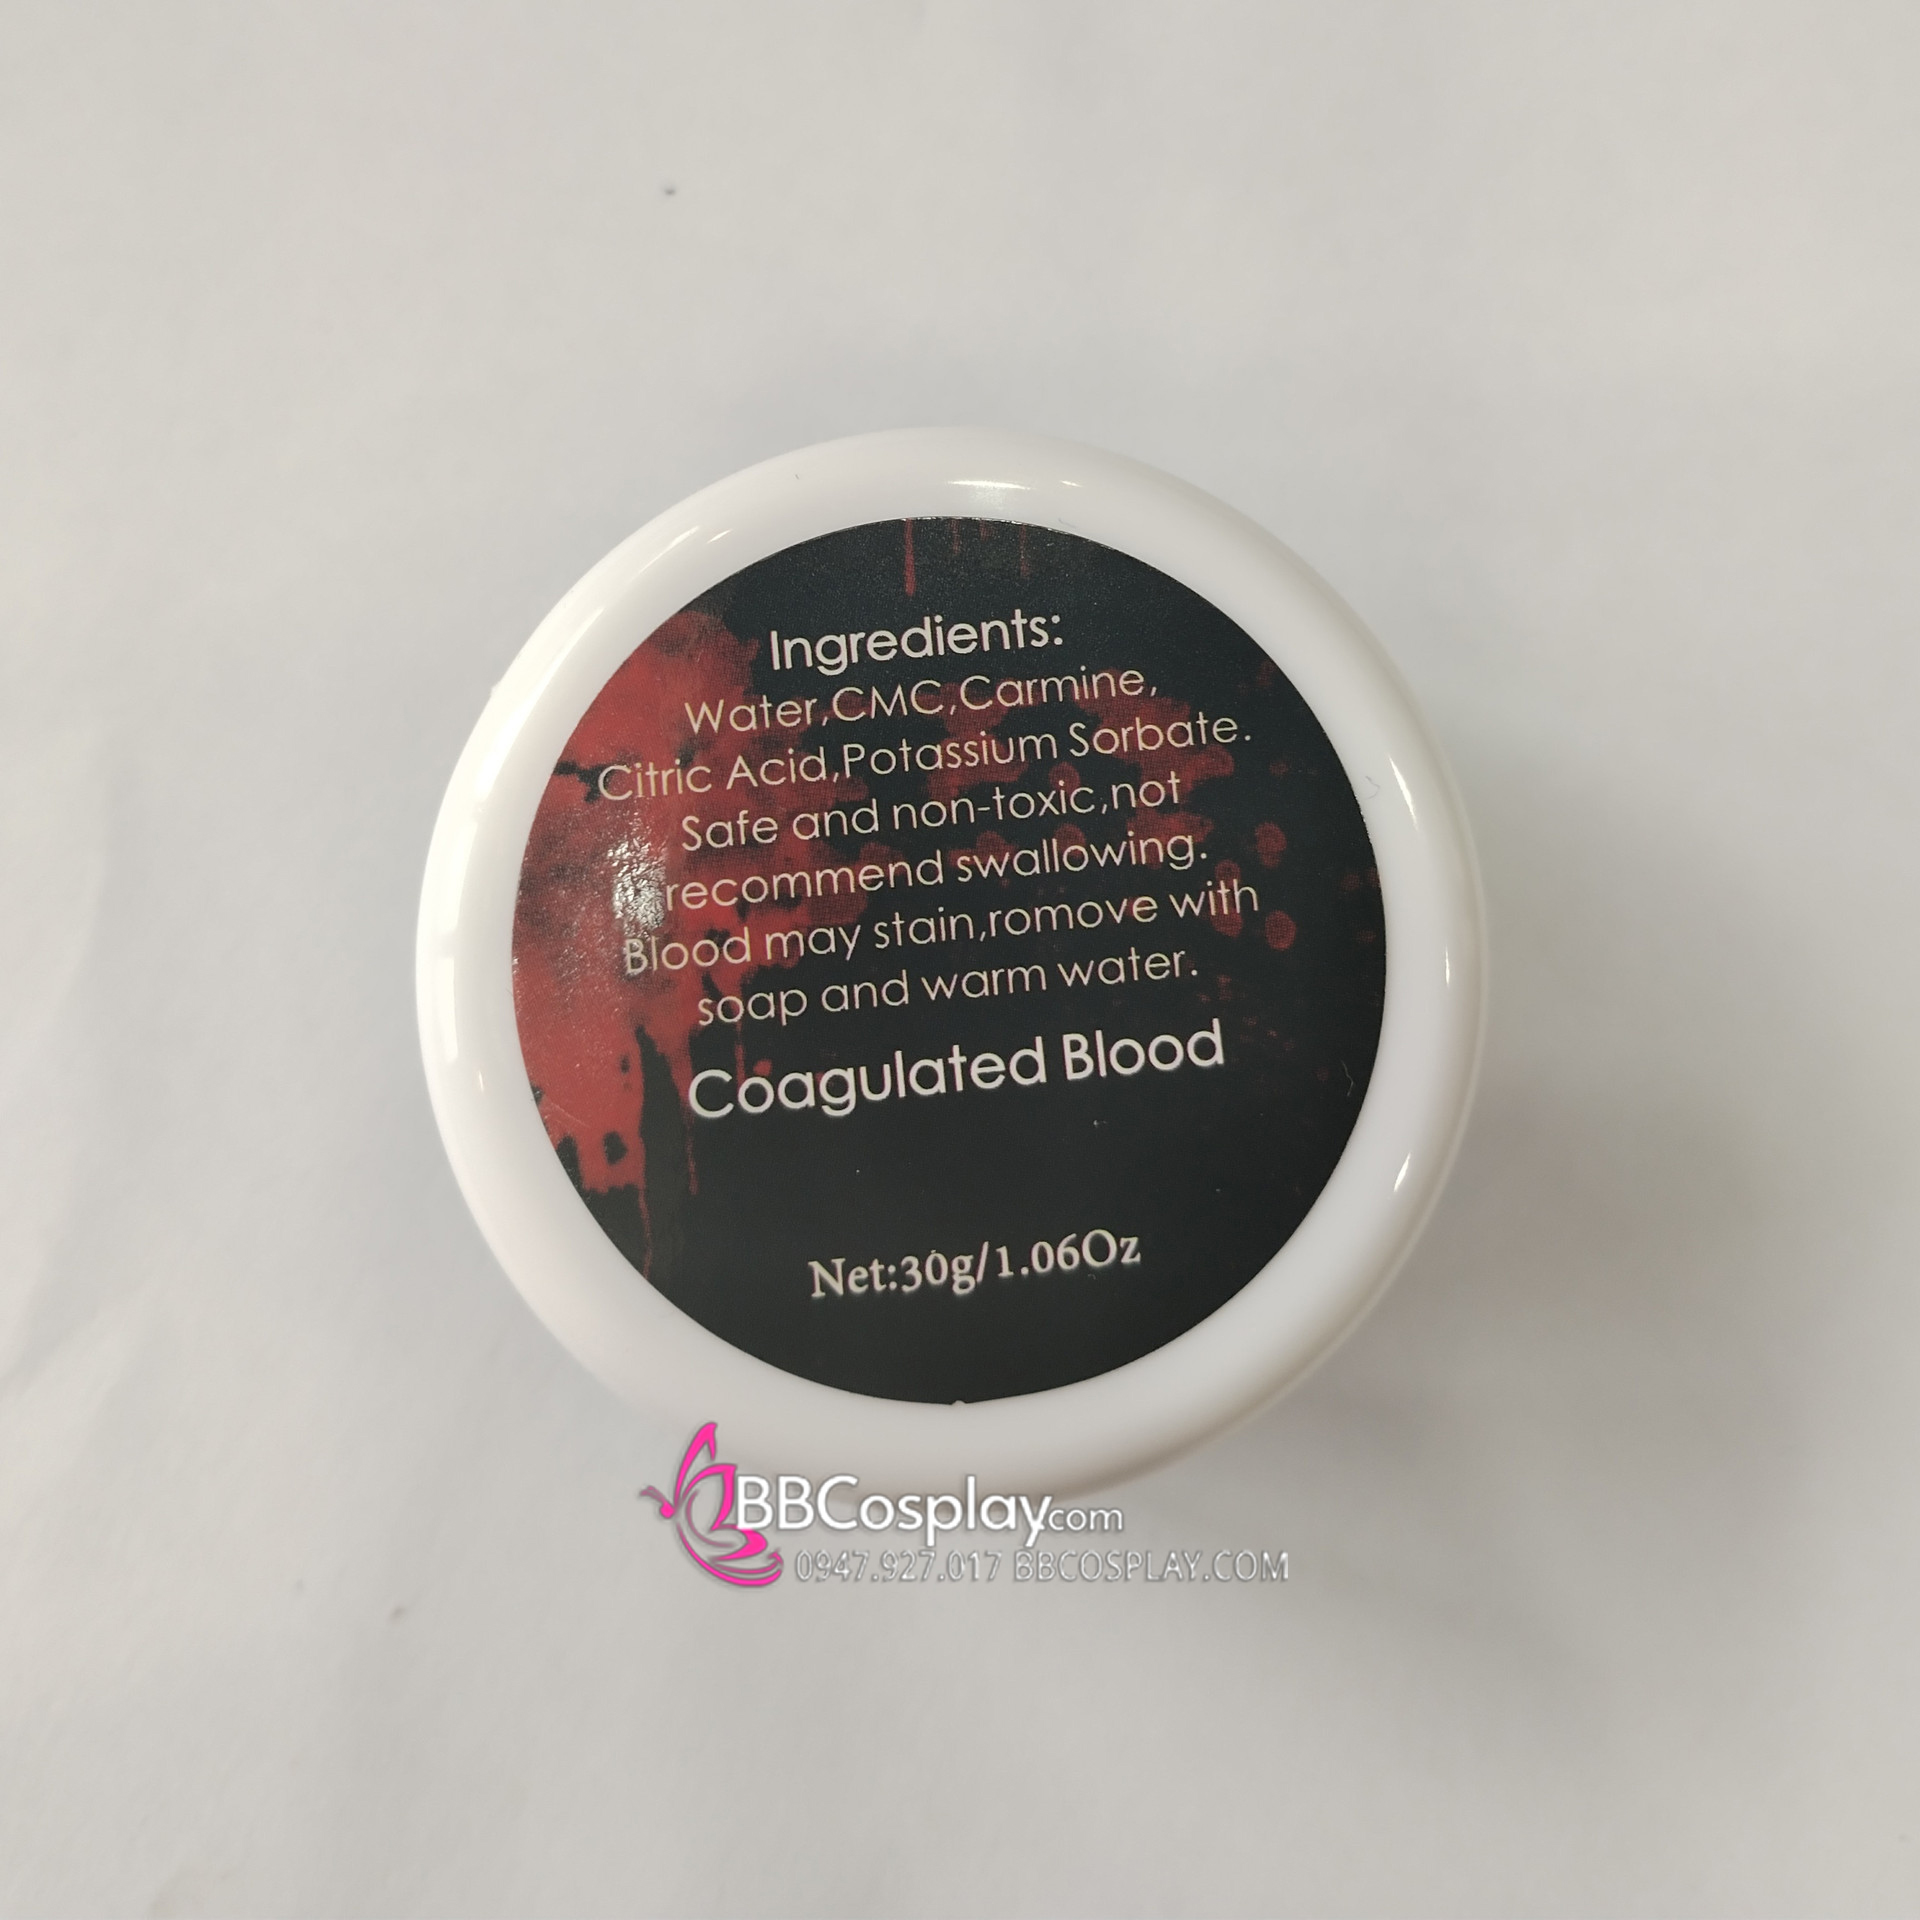 Ingredients:
Water,CMC,Carmine,
Citric Acid,Potassium Sorbate.
Safe and non-toxic,not
recommend swallowing.
Blood may stain,romove with
soap and warm water.
Coagulated Blood
Net:30g/1.06Oz
BBCosplay.com
0947.927.017 BBCOSPLAY.COM